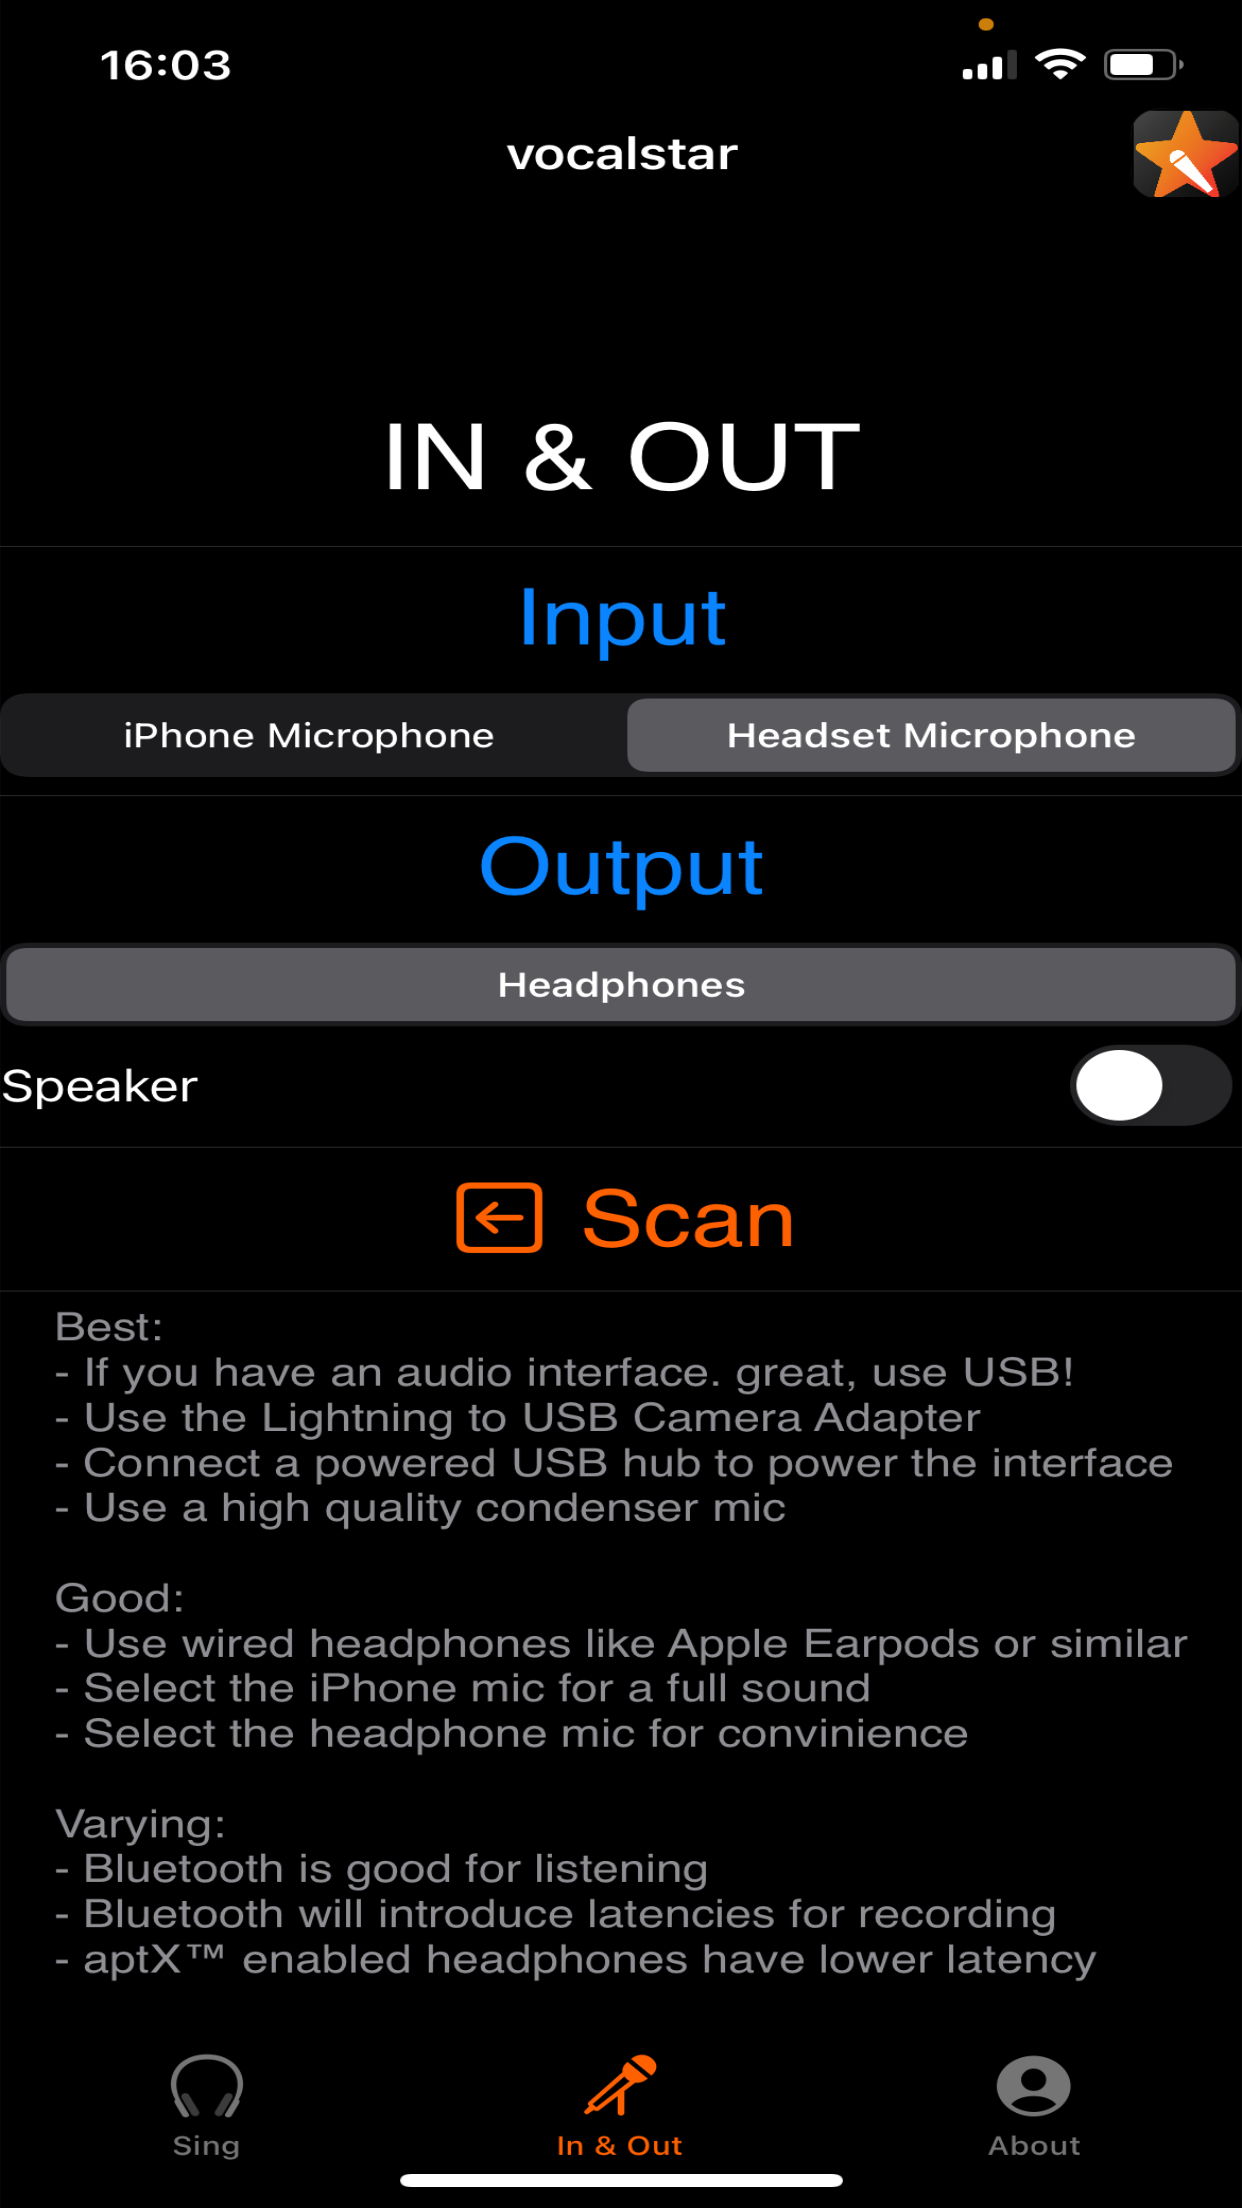 16:03
vocalstar
IN & OUT
Input
iPhone Microphone
Headset Microphone
Output
Headphones
Speaker
Scan
Best:
- If you have an audio interface. great, use USB!
- Use the Lightning to USB Camera Adapter
- Connect a powered USB hub to power the interface
- Use a high quality condenser mic
Good:
- Use wired headphones like Apple Earpods or similar
- Select the iPhone mic for a full sound
- Select the headphone mic for convinience
Varying:
- Bluetooth is good for listening
- Bluetooth will introduce latencies for recording
- aptX™ enabled headphones have lower latency
Sing
In & Out
About